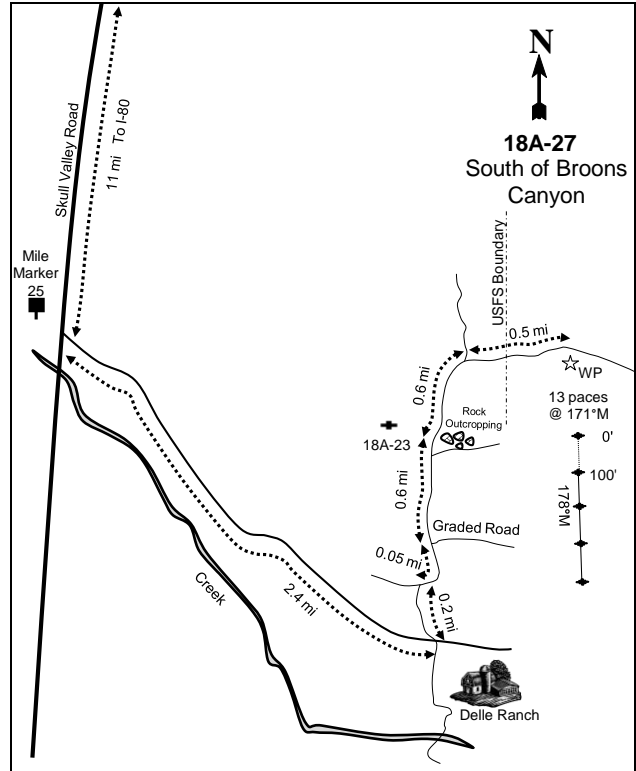 N
18A-27
South of Broons
Canyon
11 mi To I-80
Skull Valley Road
Mile
Marker
25
USFS Boundary
0.5 mi
WP
0.6 mi
13 paces
@ 171°M
Rock
Outcropping
18A-23
0'
100'
178°M
0.6 mi
Graded Road
0.05 mi
0.2 mi
Creek
2.4 mi
Delle Ranch